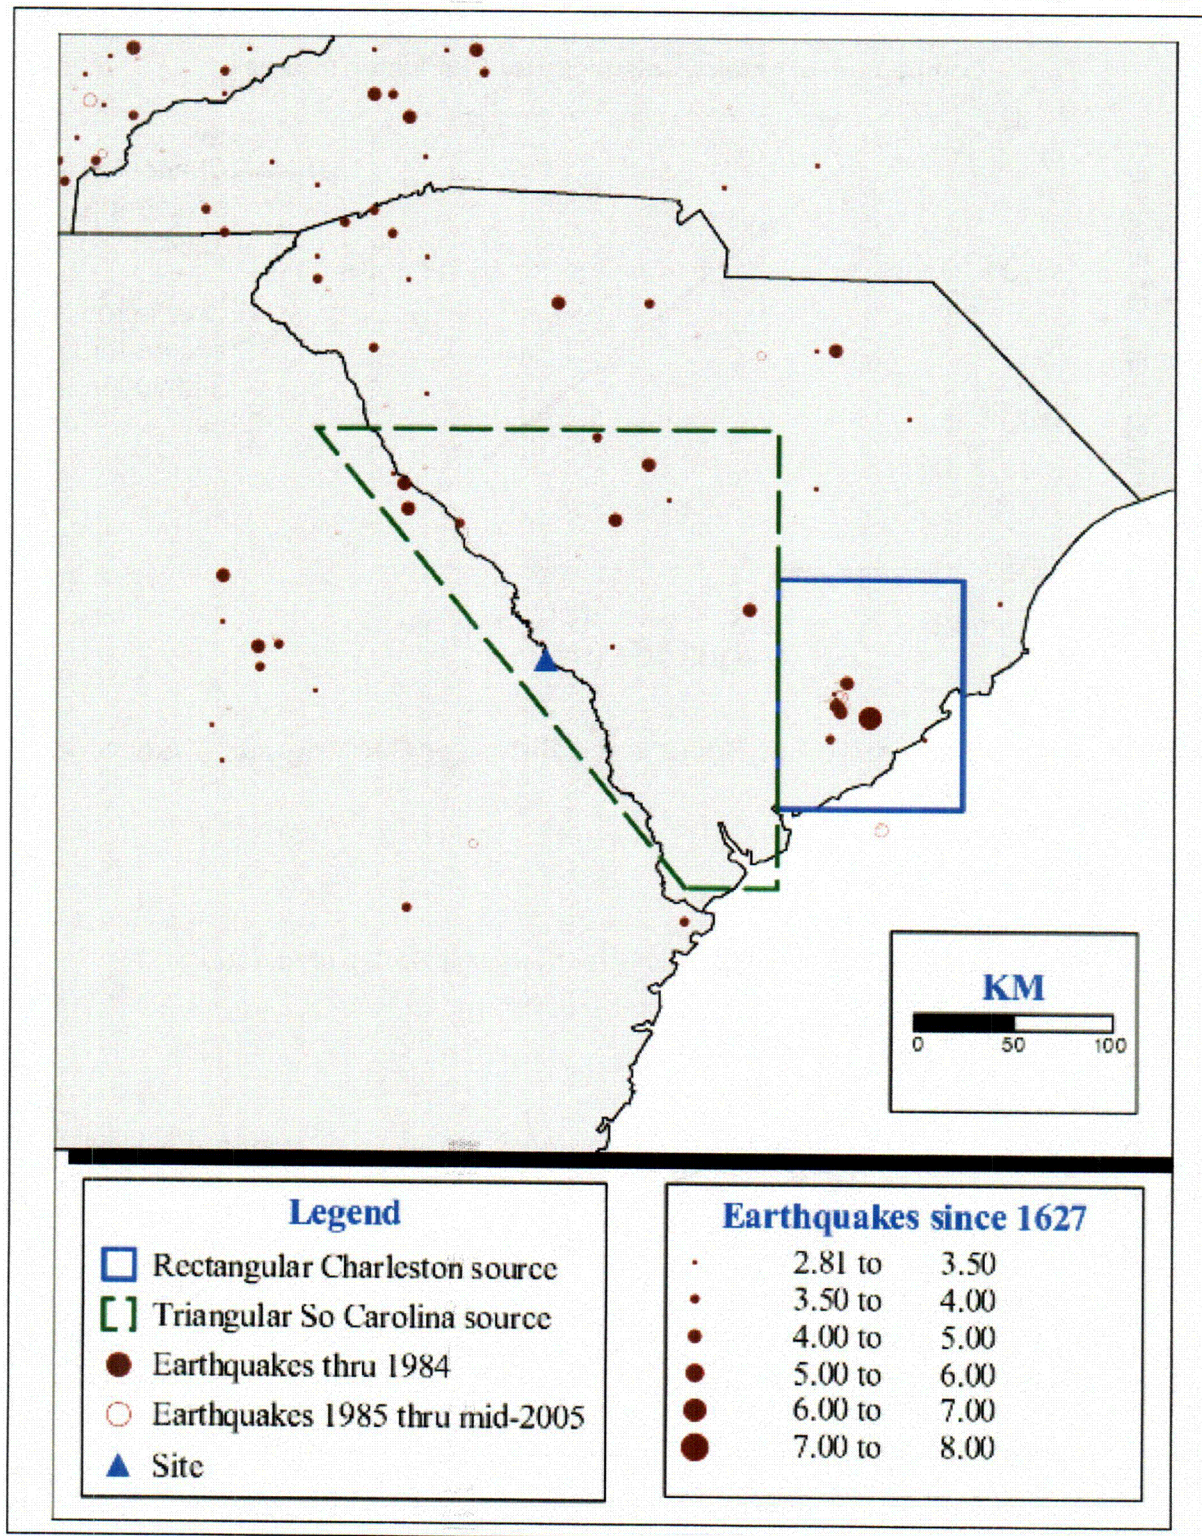 KM
0 50 100
Legend
Rectangular Charleston source
Triangular So Carolina source
Earthquakes thru 1984
Earthquakes 1985 thru mid-2005
Site
Earthquakes since 1627
2.81 to 3.50
3.50 to 4.00
4.00 to 5.00
5.00 to 6.00
6.00 to 7.00
7.00 to 8.00